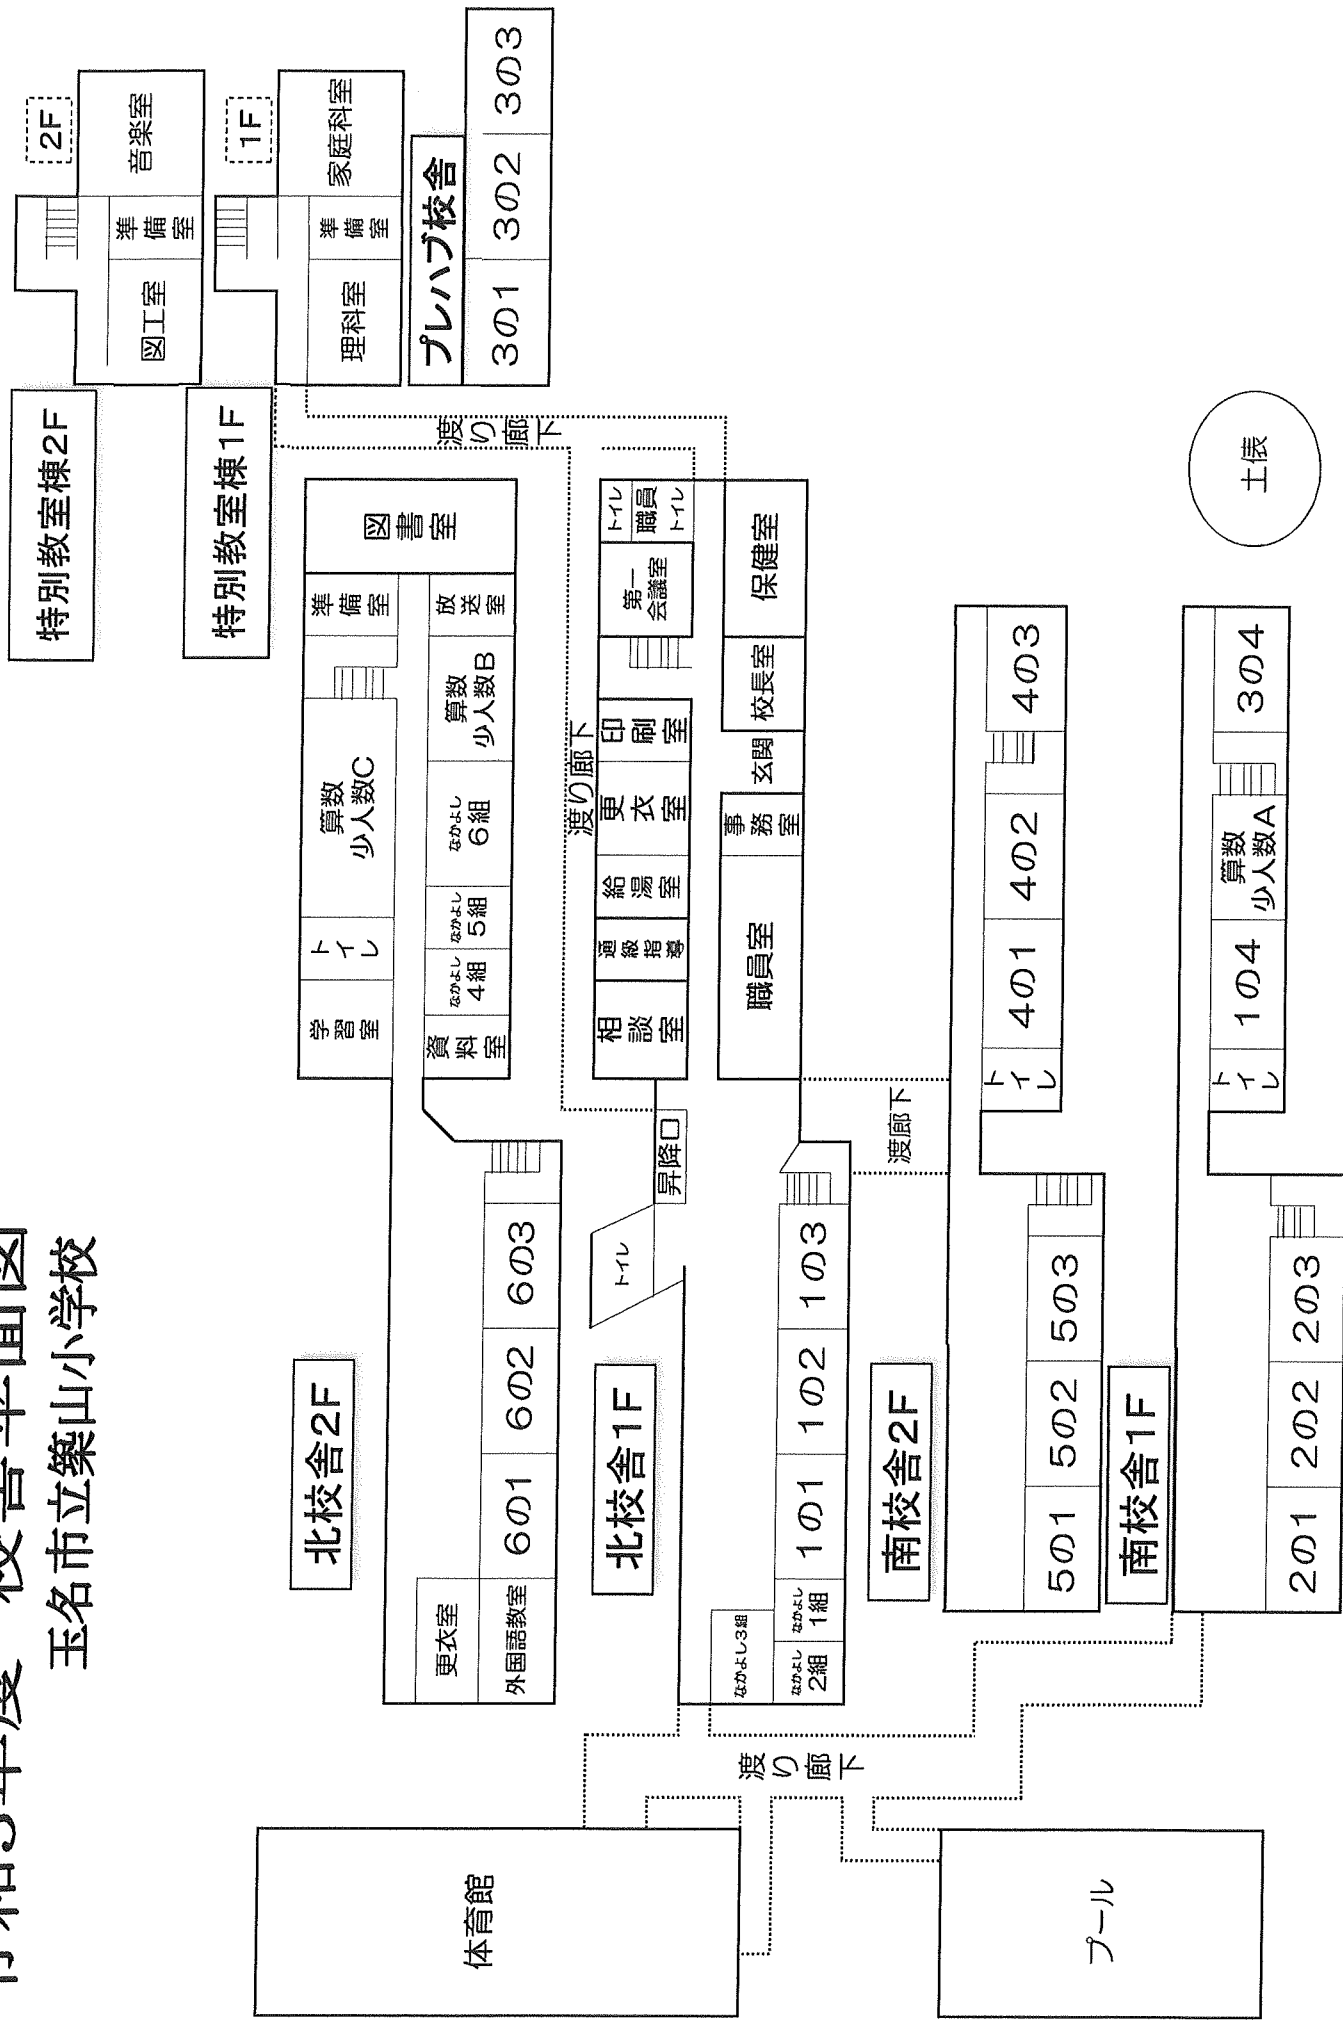 令和5年度 校舎平面図
玉名市立築山小学校
特別教室棟2F
2F
図工室
準備室
音楽室
特別教室棟1F
1F
理科室
準備室
家庭科室
プレハブ校舎
3の1
3の2
3の3
渡り廊下
北校舎2F
学習室
トイレ
算数
少人数C
準備室
図書室
資料室
なかよし
4組
なかよし
5組
なかよし
6組
算数
少人数B
放送室
更衣室
外国語教室
6の1
6の2
6の3
渡り廊下
北校舎1F
トイレ
昇降口
相談室
通級指導
給湯室
更衣室
印刷室
第一
会議室
トイレ
職員
トイレ
職員室
事務室
玄関
校長室
保健室
なかよし3組
なかよし
2組
なかよし
1組
1の1
1の2
1の3
渡廊下
南校舎2F
5の1
5の2
5の3
トイレ
4の1
4の2
4の3
南校舎1F
2の1
2の2
2の3
トイレ
1の4
算数
少人数A
3の4
土俵
体育館
渡り廊下
プール